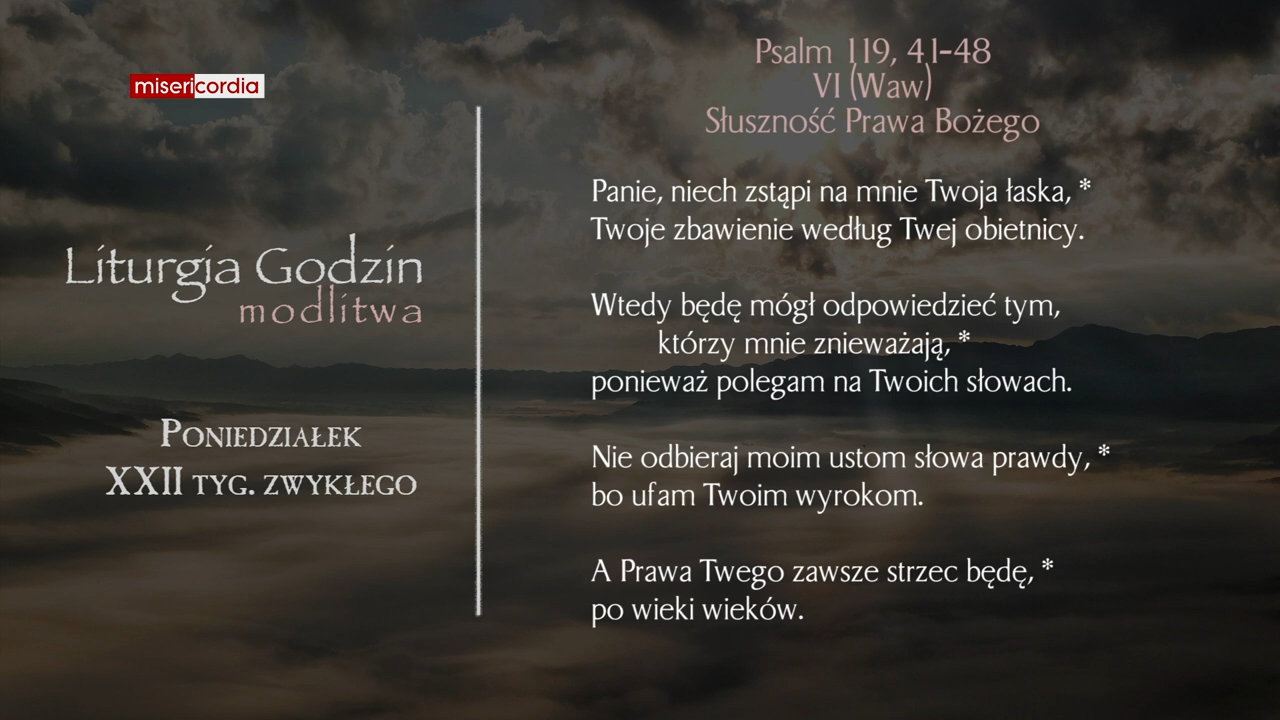 misericordia
Liturgia Godzin
modlitwa
Poniedziałek
XXII tyg. zwykłego
Psalm 119, 41-48
VI (Waw)
Słuszność Prawa Bożego
Panie, niech zstąpi na mnie Twoja łaska, *
Twoje zbawienie według Twej obietnicy.
Wtedy będę mógł odpowiedzieć tym,
którzy mnie znieważają, *
ponieważ polegam na Twoich słowach.
Nie odbieraj moim ustom słowa prawdy, *
bo ufam Twoim wyrokom.
A Prawa Twego zawsze strzec będę, *
po wieki wieków.